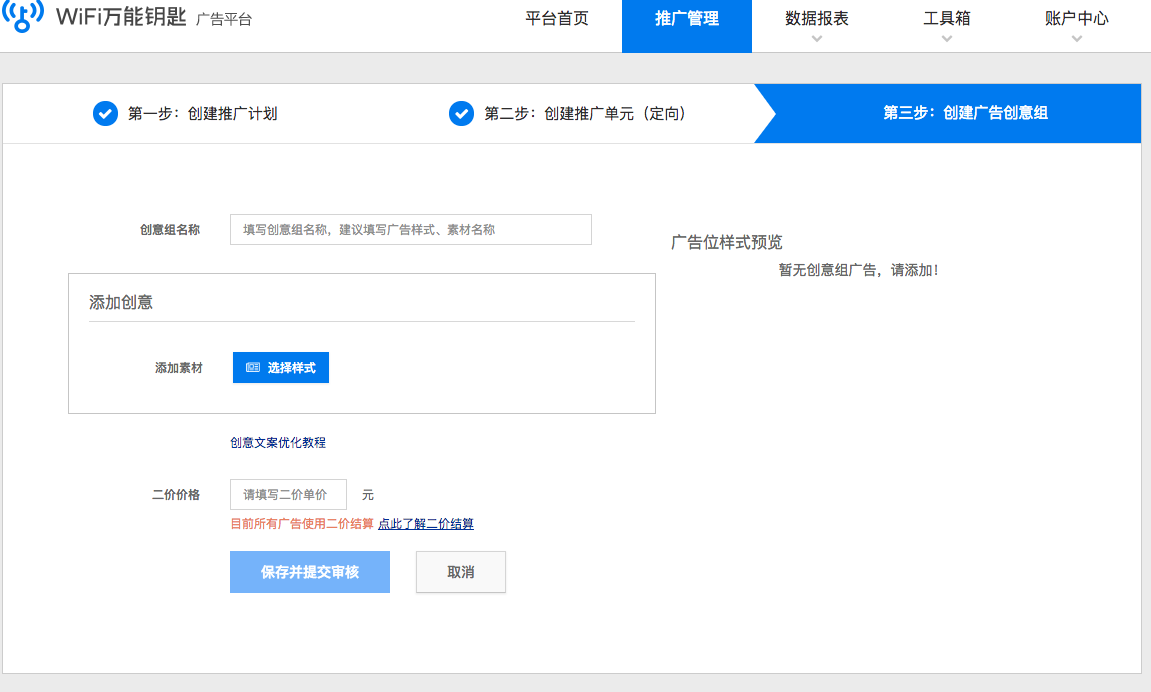 WiFi万能钥匙 广告平台 平台首页 推广管理 数据报表 工具箱 账户中心
第一步：创建推广计划 第二步：创建推广单元（定向） 第三步：创建广告创意组
创意组名称 填写创意组名称，建议填写广告样式、素材名称
广告位样式预览
暂无创意组广告，请添加！
添加创意
添加素材 选择样式
创意文案优化教程
二价价格 请填写二价单价 元
目前所有广告使用二价结算 点此了解二价结算
保存并提交审核 取消